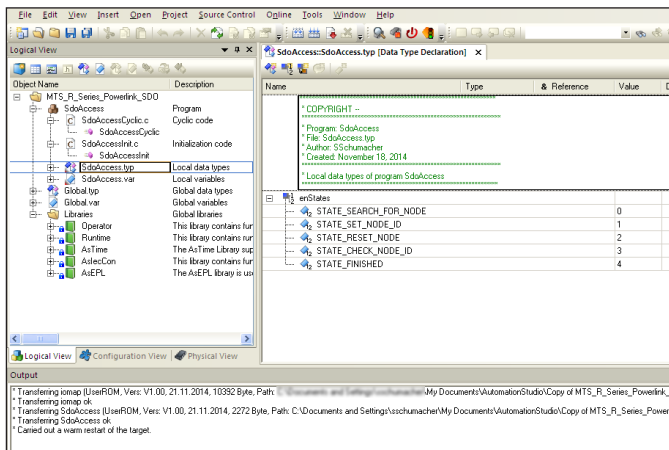 File Edit View Insert Open Project Source Control Online Tools Window Help
Logical View
SdoAccess::SdoAccess.typ [Data Type Declaration]
Object Name Description
MTS_R_Series_Powerlink_SDO
SdoAccess Program
SdoAccessCyclic.c Cyclic code
SdoAccessCyclic
SdoAccessInit.c Initialization code
SdoAccessInit
SdoAccess.typ Local data types
SdoAccess.var Local variables
Global.typ Global data types
Global.var Global variables
Libraries Global libraries
Operator This library contains fur
Runtime This library contains fur
AsTime The AsTime Library sup
AsIecCon This library contains fur
AsEPL The AsEPL library is use
Logical View Configuration View Physical View
Name Type & Reference Value D
* COPYRIGHT --
* Program: SdoAccess
* File: SdoAccess.typ
* Author: SSchumacher
* Created: November 18, 2014
* Local data types of program SdoAccess
enStates
STATE_SEARCH_FOR_NODE 0
STATE_SET_NODE_ID 1
STATE_RESET_NODE 2
STATE_CHECK_NODE_ID 3
STATE_FINISHED 4
Output
* Transferring iomap (UserROM, Vers: V1.00, 21.11.2014, 10392 Byte, Path: \My Documents\AutomationStudio\Copy of MTS_R_Series_Powerlink_
* Transferring iomap ok
* Transferring SdoAccess (UserROM, Vers: V1.00, 21.11.2014, 2272 Byte, Path: C:\Documents and Settings\sschumacher\My Documents\AutomationStudio\Copy of MTS_R_Series_Power
* Transferring SdoAccess ok
* Carried out a warm restart of the target.